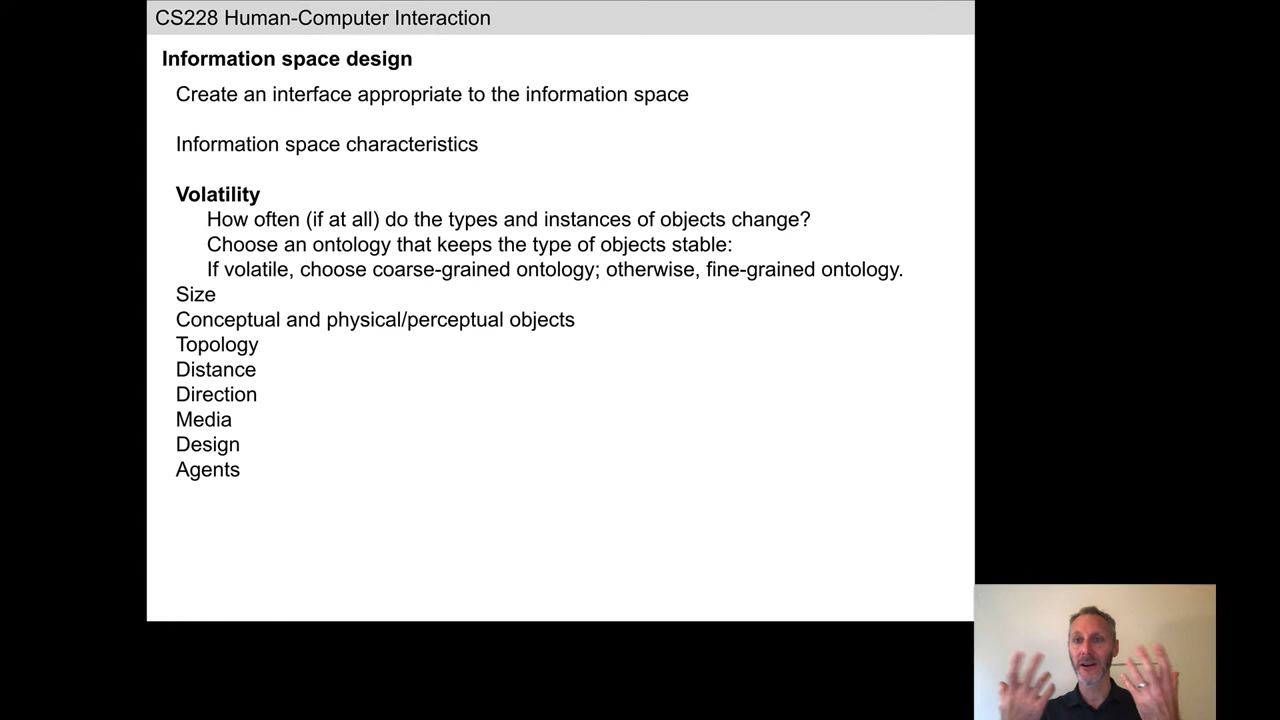 CS228 Human-Computer Interaction
Information space design
Create an interface appropriate to the information space
Information space characteristics
Volatility
How often (if at all) do the types and instances of objects change?
Choose an ontology that keeps the type of objects stable:
If volatile, choose coarse-grained ontology; otherwise, fine-grained ontology.
Size
Conceptual and physical/perceptual objects
Topology
Distance
Direction
Media
Design
Agents